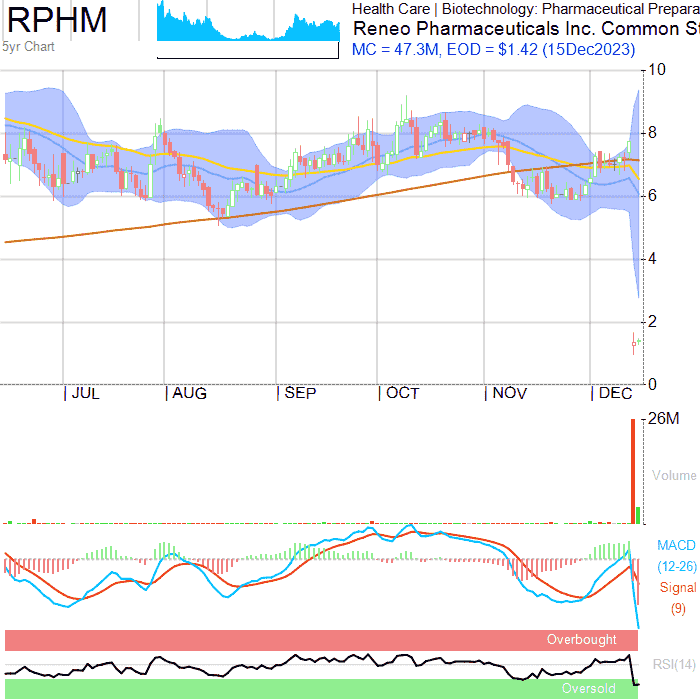 RPHM
5yr Chart
Health Care | Biotechnology: Pharmaceutical Prepara
Reneo Pharmaceuticals Inc. Common St
MC = 47.3M, EOD = $1.42 (15Dec2023)
10
8
6
4
2
0
JUL AUG SEP OCT NOV DEC
26M
Volume
MACD
(12-26)
Signal
(9)
Overbought
RSI(14)
Oversold